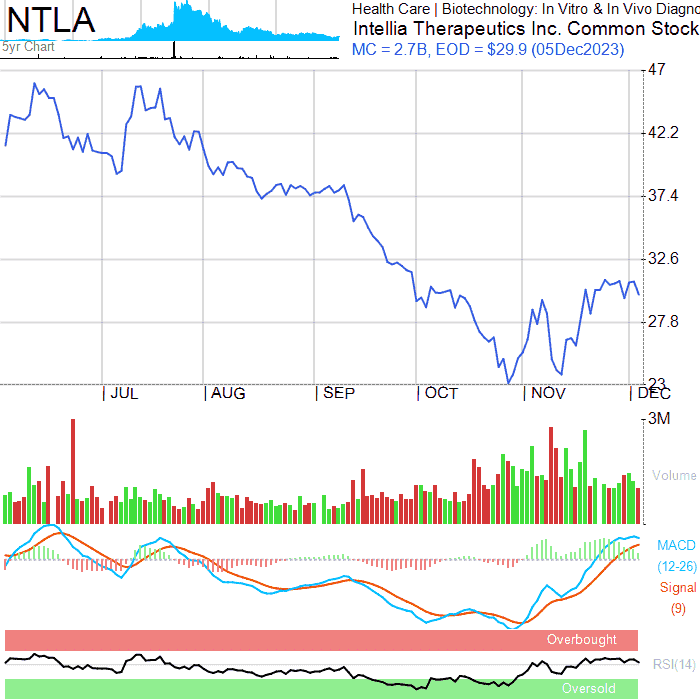 NTLA
5yr Chart
Health Care | Biotechnology: In Vitro & In Vivo Diagno
Intellia Therapeutics Inc. Common Stock
MC = 2.7B, EOD = $29.9 (05Dec2023)
47
42.2
37.4
32.6
27.8
23
JUL
AUG
SEP
OCT
NOV
DEC
3M
Volume
MACD
(12-26)
Signal
(9)
Overbought
RSI(14)
Oversold